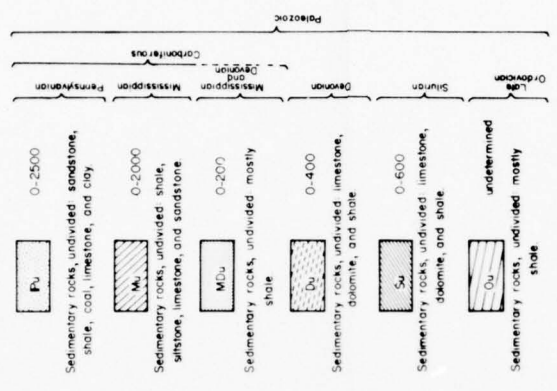 Paleozoic
Carboniferous
Pennsylvanian
IPu
0-2500
Sedimentary rocks, undivided: sandstone,
shale, coal, limestone, and clay.
Mississippian
Mu
0-2000
Sedimentary rocks, undivided: shale,
siltstone, limestone, and sandstone.
Mississippian
and
Devonian
MDu
0-200
Sedimentary rocks, undivided: mostly
shale
Devonian
Du
0-400
Sedimentary rocks, undivided: limestone,
dolomite, and shale.
Silurian
Su
0-600
Sedimentary rocks, undivided: limestone,
dolomite, and shale.
Late
Ordovician
Ou
undetermined
Sedimentary rocks, undivided: mostly
shale.